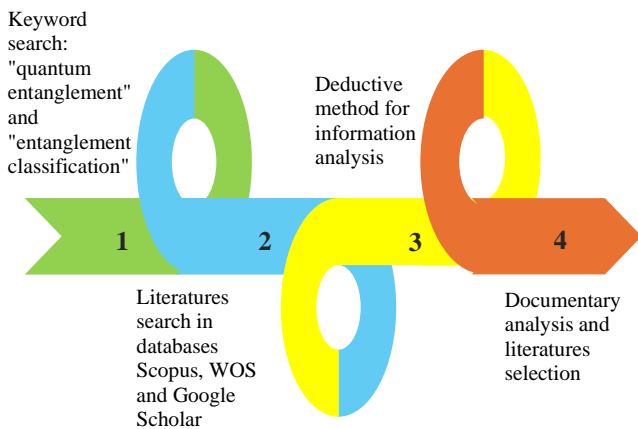 Keyword
search:
"quantum
entanglement"
and
"entanglement
classification"
Deductive
method for
information
analysis
1
2
3
4
Literatures
search in
databases
Scopus, WOS
and Google
Scholar
Documentary
analysis and
literatures
selection